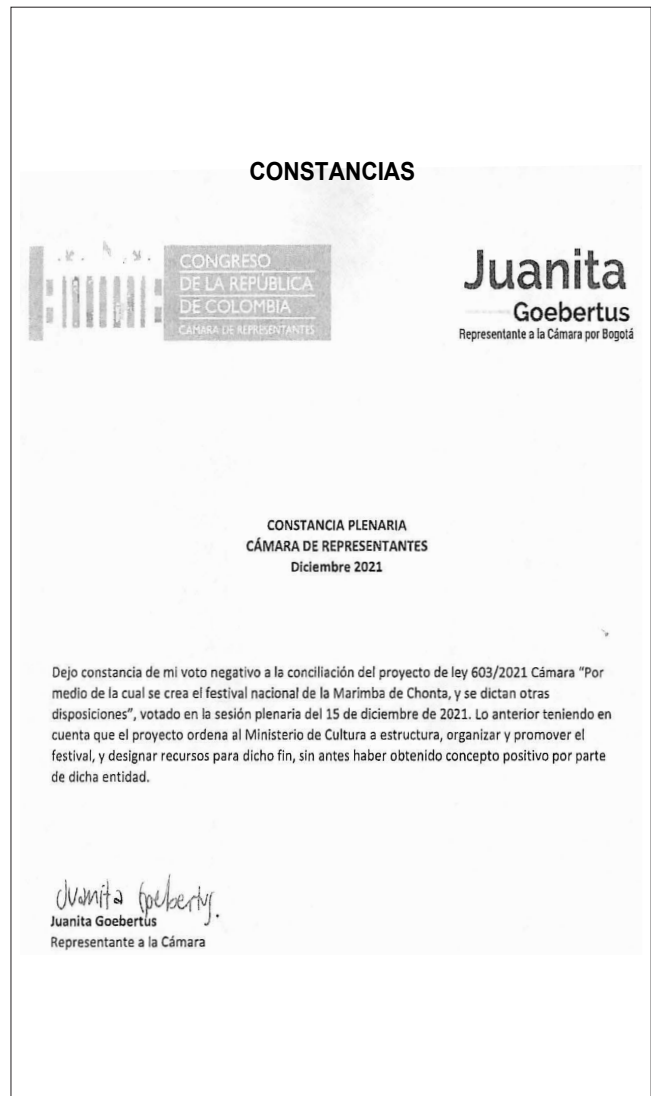 CONSTANCIAS
CONGRESO
DE LA REPÚBLICA
DE COLOMBIA
CÁMARA DE REPRESENTANTES
Juanita
Goebertus
Representante a la Cámara por Bogotá
CONSTANCIA PLENARIA
CÁMARA DE REPRESENTANTES
Diciembre 2021
Dejo constancia de mi voto negativo a la conciliación del proyecto de ley 603/2021 Cámara "Por
medio de la cual se crea el festival nacional de la Marimba de Chonta, y se dictan otras
disposiciones", votado en la sesión plenaria del 15 de diciembre de 2021. Lo anterior teniendo en
cuenta que el proyecto ordena al Ministerio de Cultura a estructura, organizar y promover el
festival, y designar recursos para dicho fin, sin antes haber obtenido concepto positivo por parte
de dicha entidad.
Juanita Goebertus.
Juanita Goebertus
Representante a la Cámara